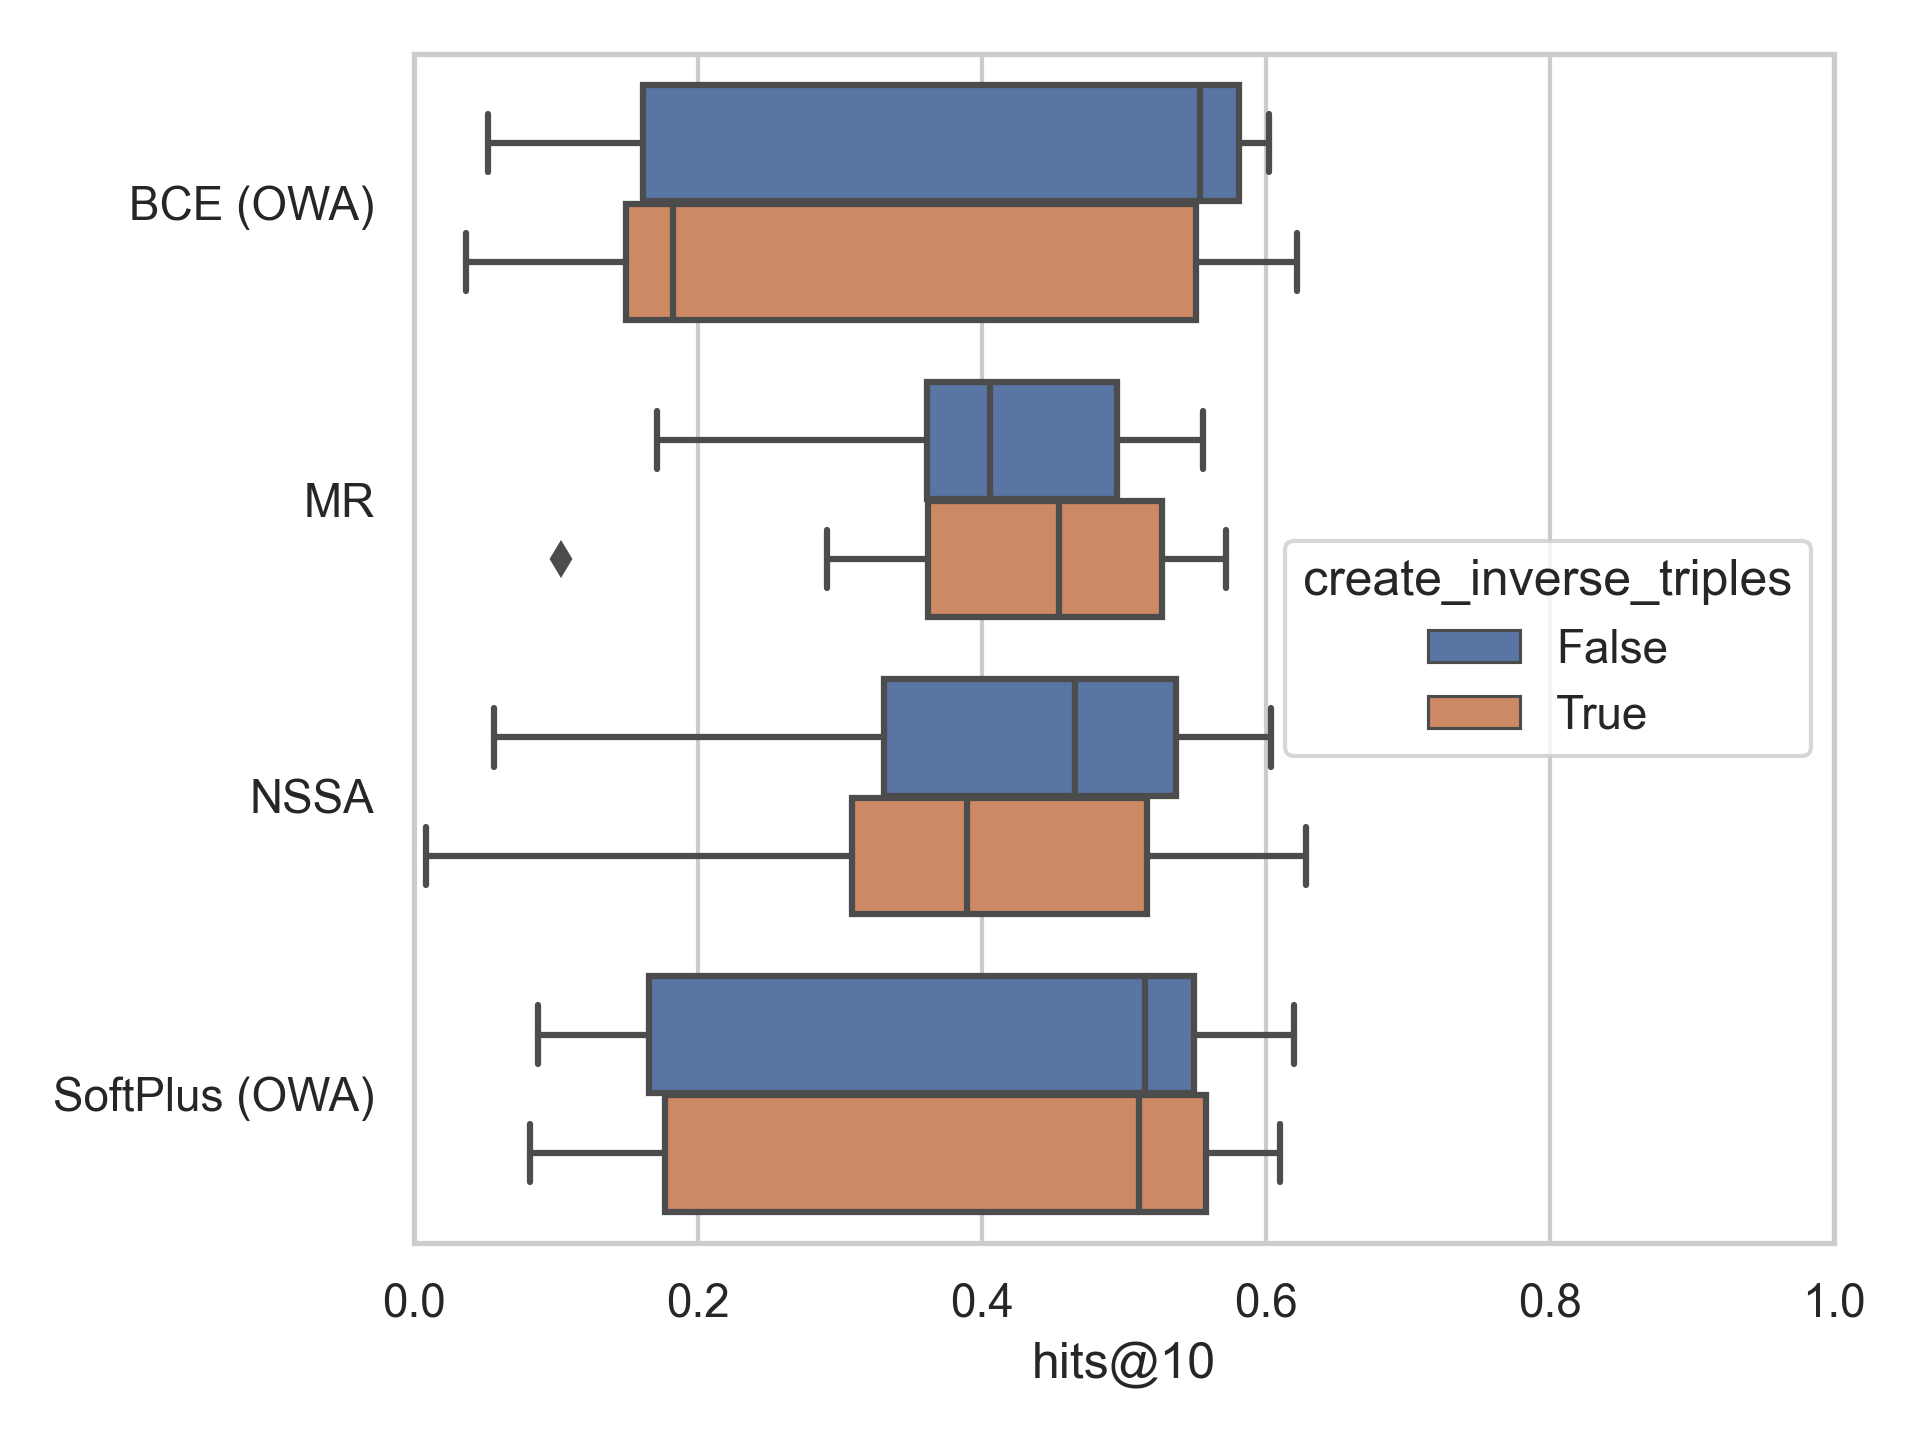 BCE (OWA)
MR
NSSA
SoftPlus (OWA)
create_inverse_triples
False
True
0.0 0.2 0.4 0.6 0.8 1.0
hits@10